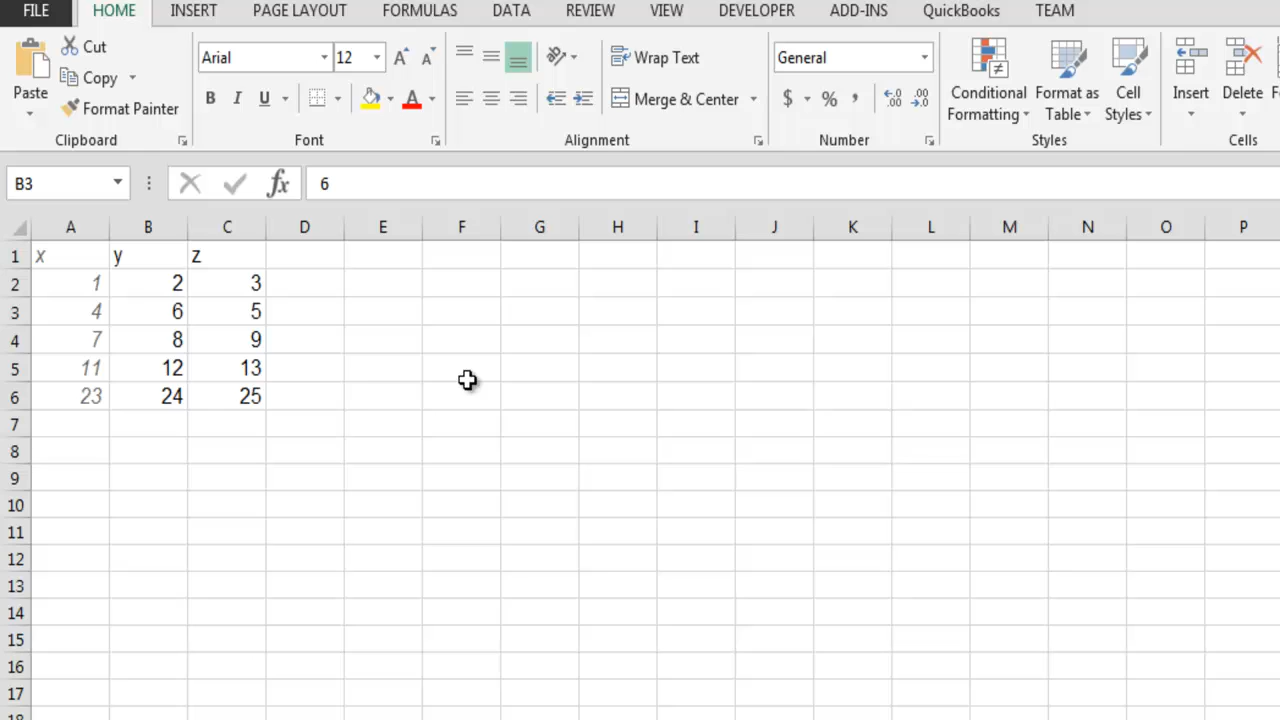 FILE HOME INSERT PAGE LAYOUT FORMULAS DATA REVIEW VIEW DEVELOPER ADD-INS QuickBooks TEAM
Paste
Cut
Copy
Format Painter
Clipboard
Arial 12
B I U A
Font
Wrap Text
Merge & Center
Alignment
General
$ % ,
Number
Conditional Formatting
Format as Table
Cell Styles
Styles
Insert
Delete
Cells
B3 fx 6
A B C D E F G H I J K L M N O P
1 x y z
2 1 2 3
3 4 6 5
4 7 8 9
5 11 12 13
6 23 24 25
7
8
9
10
11
12
13
14
15
16
17
18